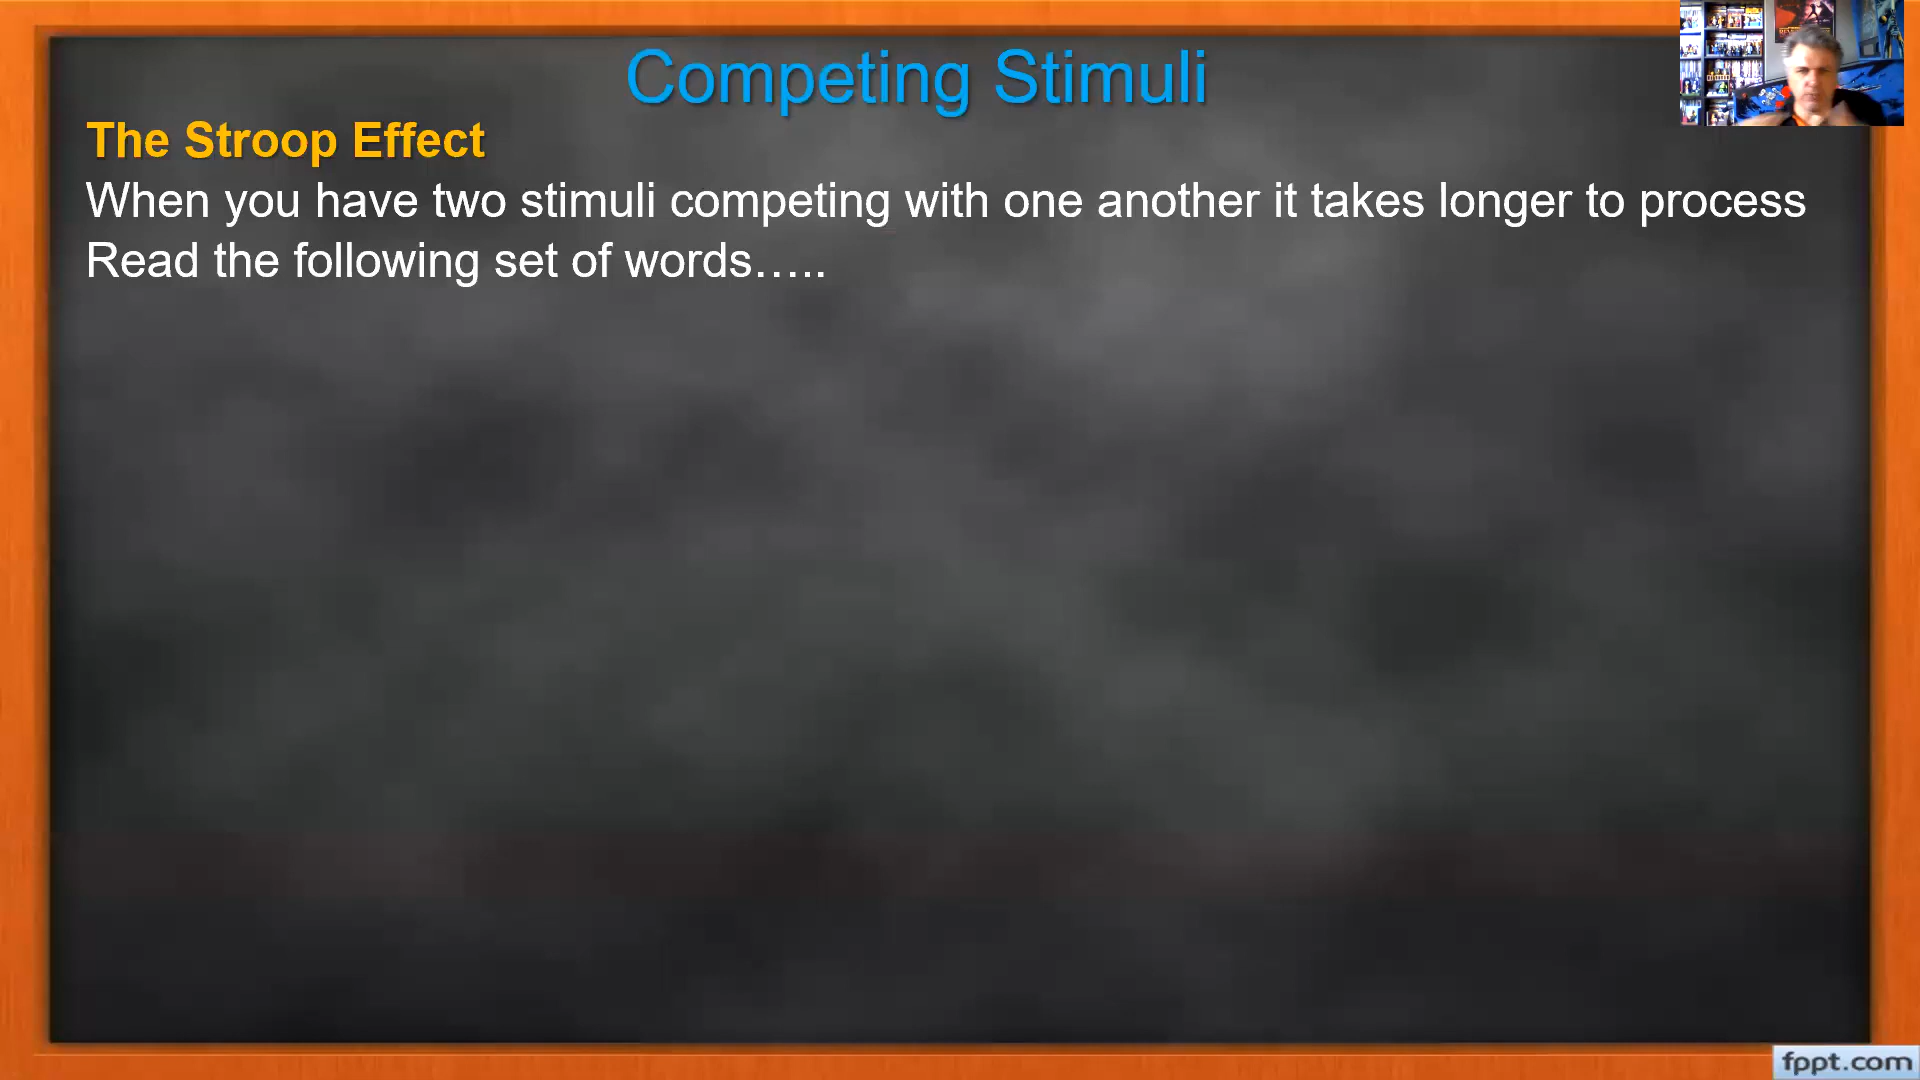 Competing Stimuli
The Stroop Effect
When you have two stimuli competing with one another it takes longer to process
Read the following set of words…..
fppt.com